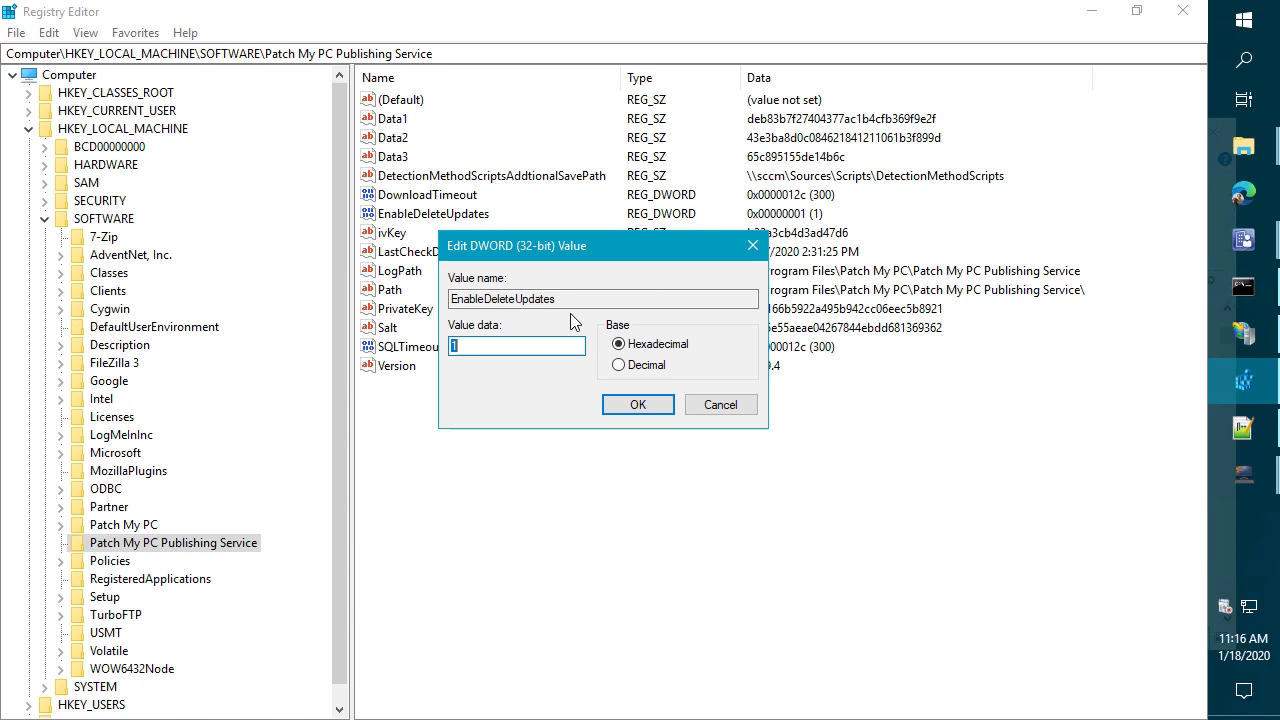 Registry Editor
File Edit View Favorites Help
Computer\HKEY_LOCAL_MACHINE\SOFTWARE\Patch My PC Publishing Service
Computer
HKEY_CLASSES_ROOT
HKEY_CURRENT_USER
HKEY_LOCAL_MACHINE
BCD00000000
HARDWARE
SAM
SECURITY
SOFTWARE
7-Zip
AdventNet, Inc.
Classes
Clients
Cygwin
DefaultUserEnvironment
Description
FileZilla 3
Google
Intel
Licenses
LogMeInInc
Microsoft
MozillaPlugins
ODBC
Partner
Patch My PC
Patch My PC Publishing Service
Policies
RegisteredApplications
Setup
TurboFTP
USMT
Volatile
WOW6432Node
SYSTEM
HKEY_USERS
Name Type Data
(Default) REG_SZ (value not set)
Data1 REG_SZ deb83b7f27404377ac1b4cfb369f9e2f
Data2 REG_SZ 43e3ba8d0c084621841211061b3f899d
Data3 REG_SZ 65c895155de14b6c
DetectionMethodScriptsAddtionalSavePath REG_SZ \\sccm\Sources\Scripts\DetectionMethodScripts
DownloadTimeout REG_DWORD 0x0000012c (300)
EnableDeleteUpdates REG_DWORD 0x00000001 (1)
ivKey
LastCheckD /2020 2:31:25 PM
LogPath rogram Files\Patch My PC\Patch My PC Publishing Service
Path rogram Files\Patch My PC\Patch My PC Publishing Service\
PrivateKey 166b5922a495b942cc06eec5b8921
Salt 5e55aeae04267844ebdd681369362
SQLTimeou 00012c (300)
Version .4
Edit DWORD (32-bit) Value
Value name:
EnableDeleteUpdates
Value data:
1
Base
Hexadecimal
Decimal
OK Cancel
11:16 AM
1/18/2020